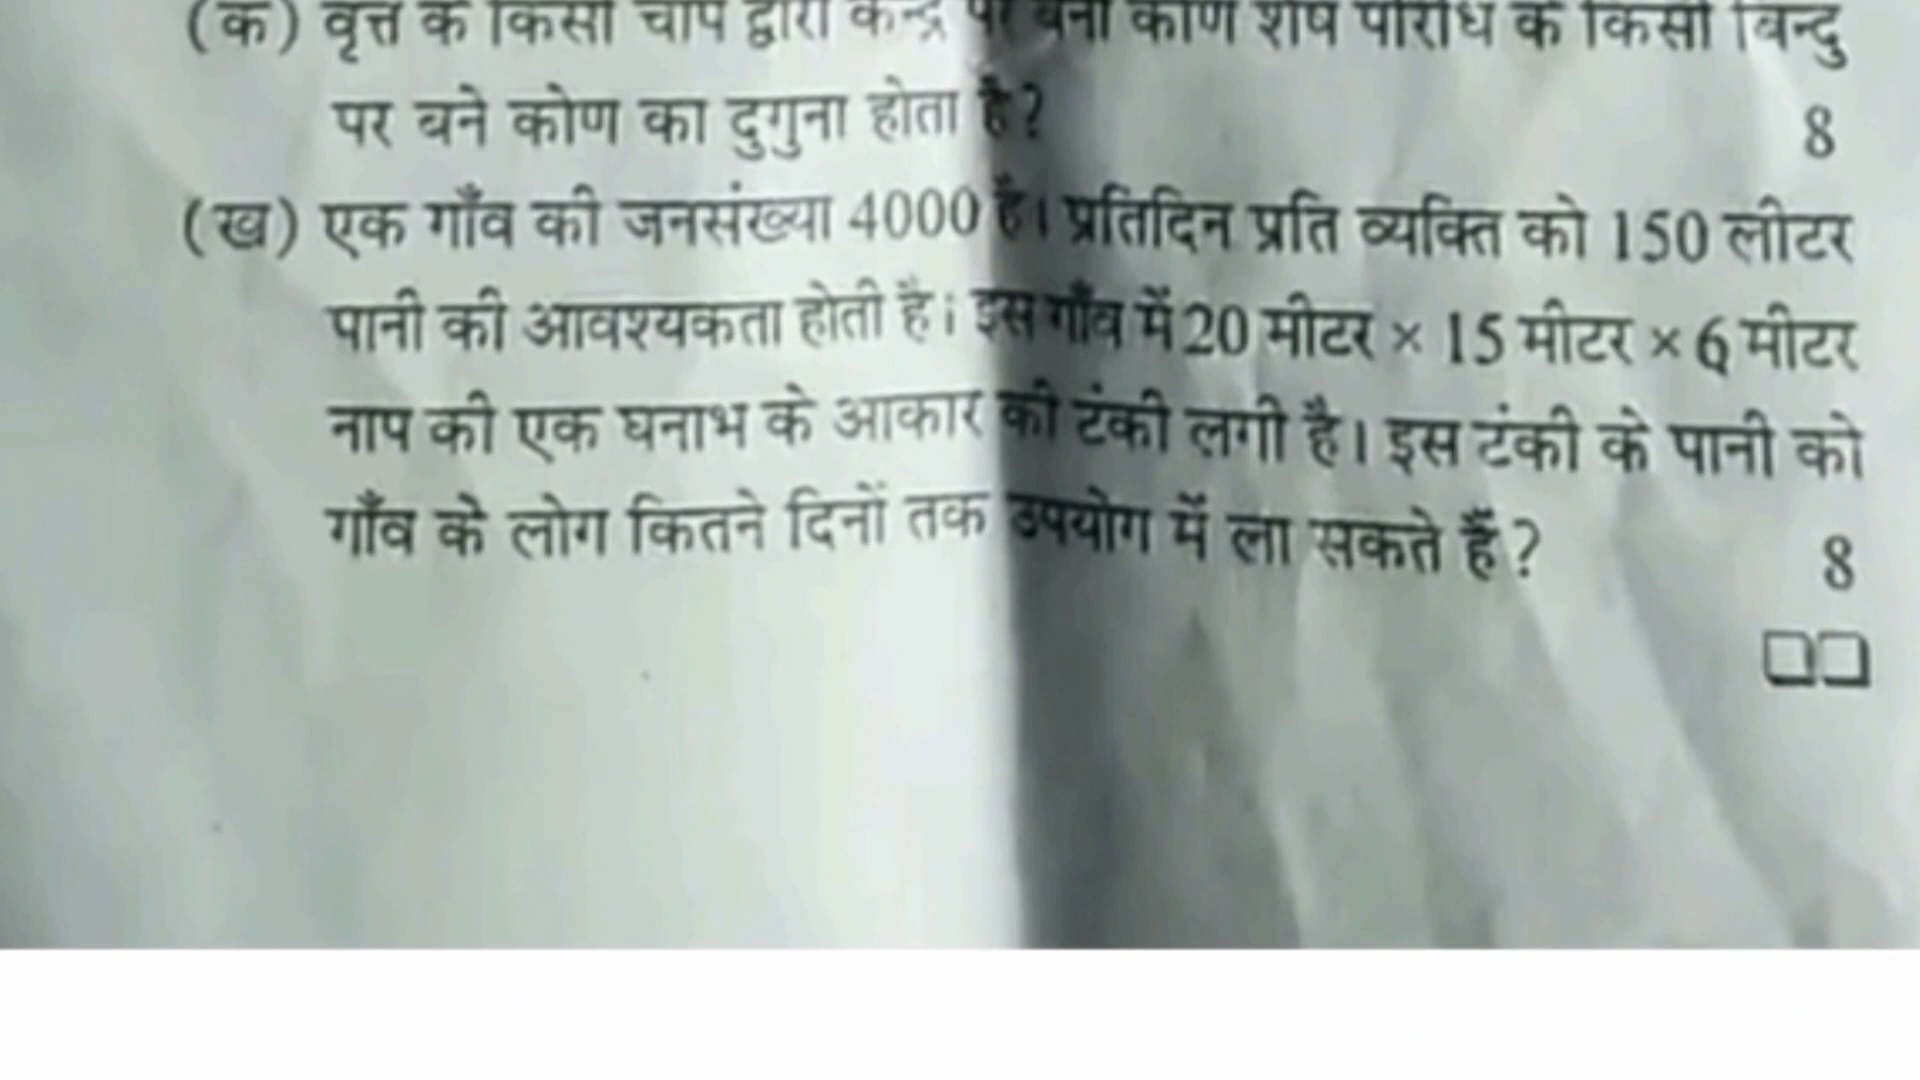 (क) वृत्त के किसी चाप द्वारा केन्द्र पर बना कोण शेष परिधि के किसी बिन्दु
पर बने कोण का दुगुना होता है?
8
(ख) एक गाँव की जनसंख्या 4000 है। प्रतिदिन प्रति व्यक्ति को 150 लीटर
पानी की आवश्यकता होती है। इस गाँव में 20 मीटर × 15 मीटर × 6 मीटर
नाप की एक घनाभ के आकार की टंकी लगी है। इस टंकी के पानी को
गाँव के लोग कितने दिनों तक उपयोग में ला सकते हैं?
8